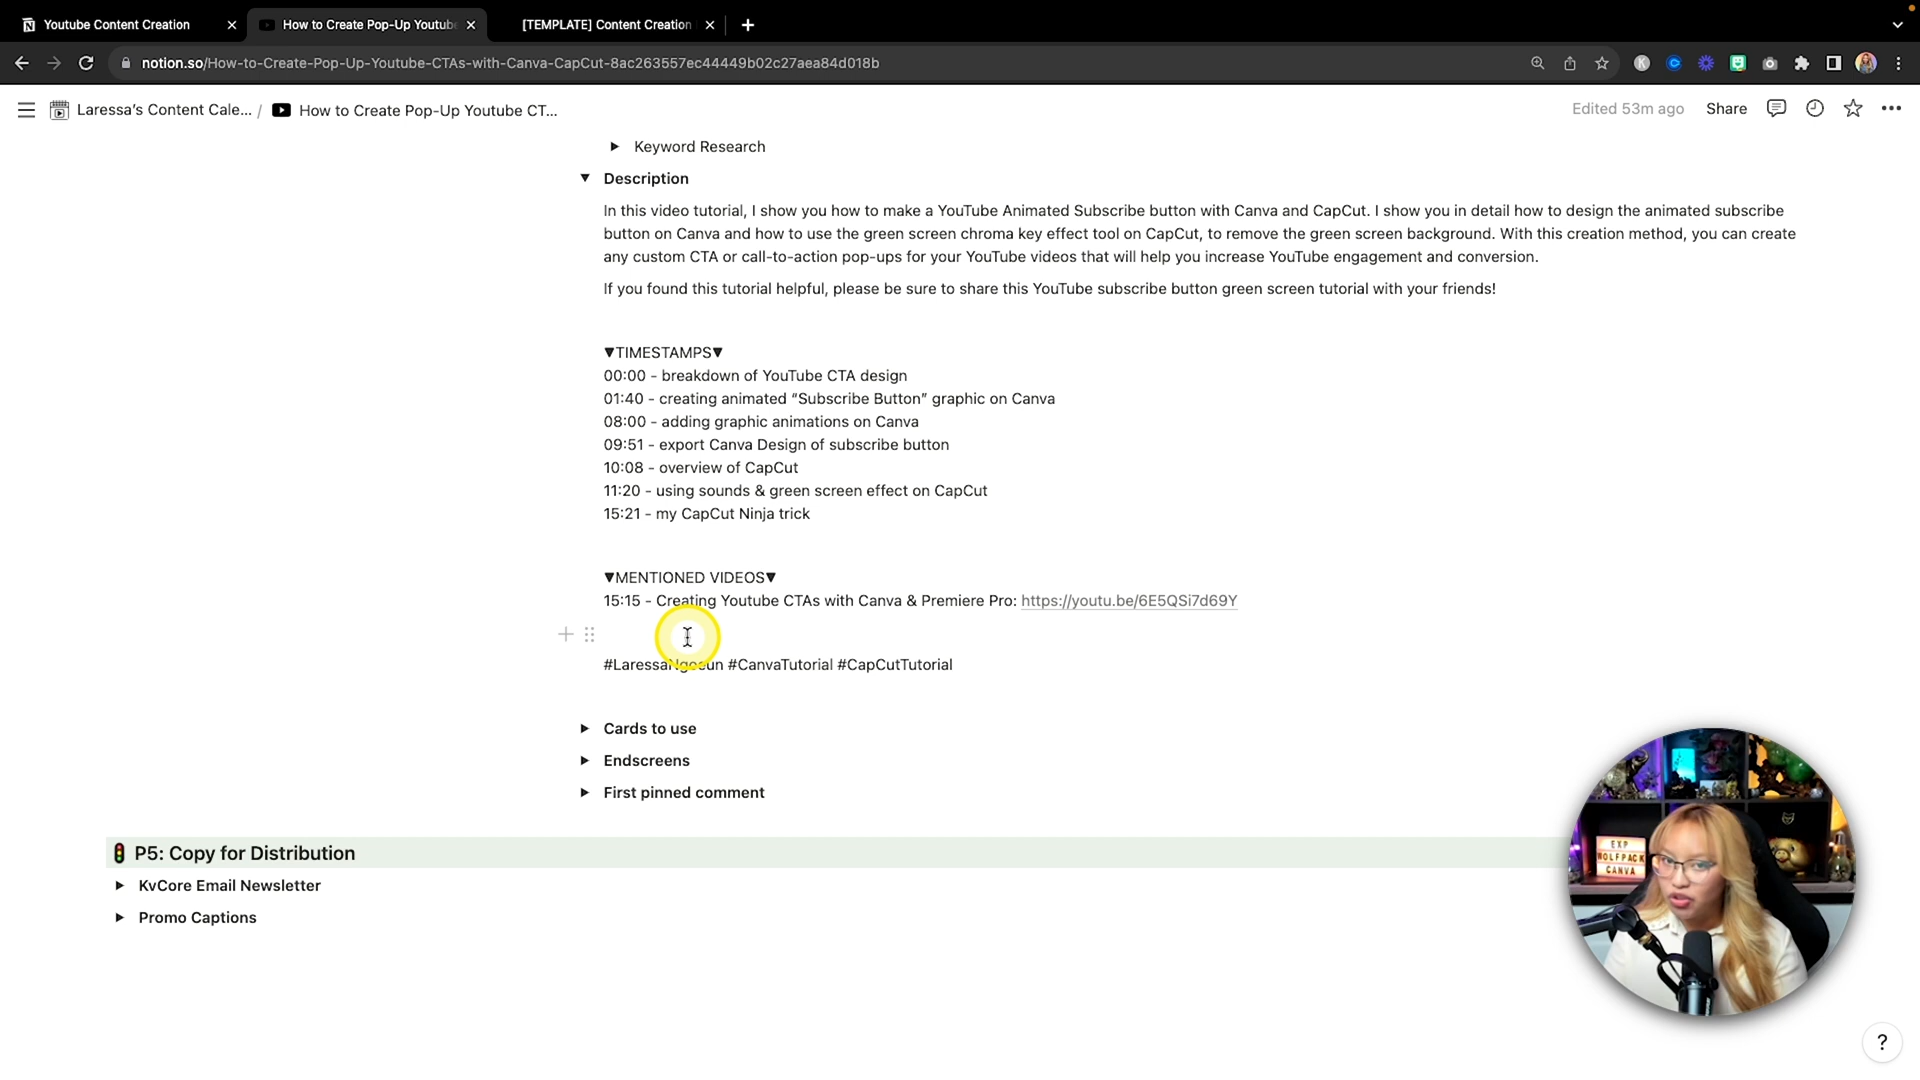 Youtube Content Creation
How to Create Pop-Up Youtube
[TEMPLATE] Content Creation
notion.so/How-to-Create-Pop-Up-Youtube-CTAs-with-Canva-CapCut-8ac263557ec44449b02c27aea84d018b
Laressa's Content Cale... / How to Create Pop-Up Youtube CT...
Edited 53m ago
Share
Keyword Research
Description
In this video tutorial, I show you how to make a YouTube Animated Subscribe button with Canva and CapCut. I show you in detail how to design the animated subscribe
button on Canva and how to use the green screen chroma key effect tool on CapCut, to remove the green screen background. With this creation method, you can create
any custom CTA or call-to-action pop-ups for your YouTube videos that will help you increase YouTube engagement and conversion.
If you found this tutorial helpful, please be sure to share this YouTube subscribe button green screen tutorial with your friends!
▼TIMESTAMPS▼
00:00 - breakdown of YouTube CTA design
01:40 - creating animated “Subscribe Button” graphic on Canva
08:00 - adding graphic animations on Canva
09:51 - export Canva Design of subscribe button
10:08 - overview of CapCut
11:20 - using sounds & green screen effect on CapCut
15:21 - my CapCut Ninja trick
▼MENTIONED VIDEOS▼
15:15 - Creating Youtube CTAs with Canva & Premiere Pro: https://youtu.be/6E5QSi7d69Y
#CanvaTutorial #CapCutTutorial
Cards to use
Endscreens
First pinned comment
P5: Copy for Distribution
KvCore Email Newsletter
Promo Captions
EXP
WOLFPACK
CANVA
?